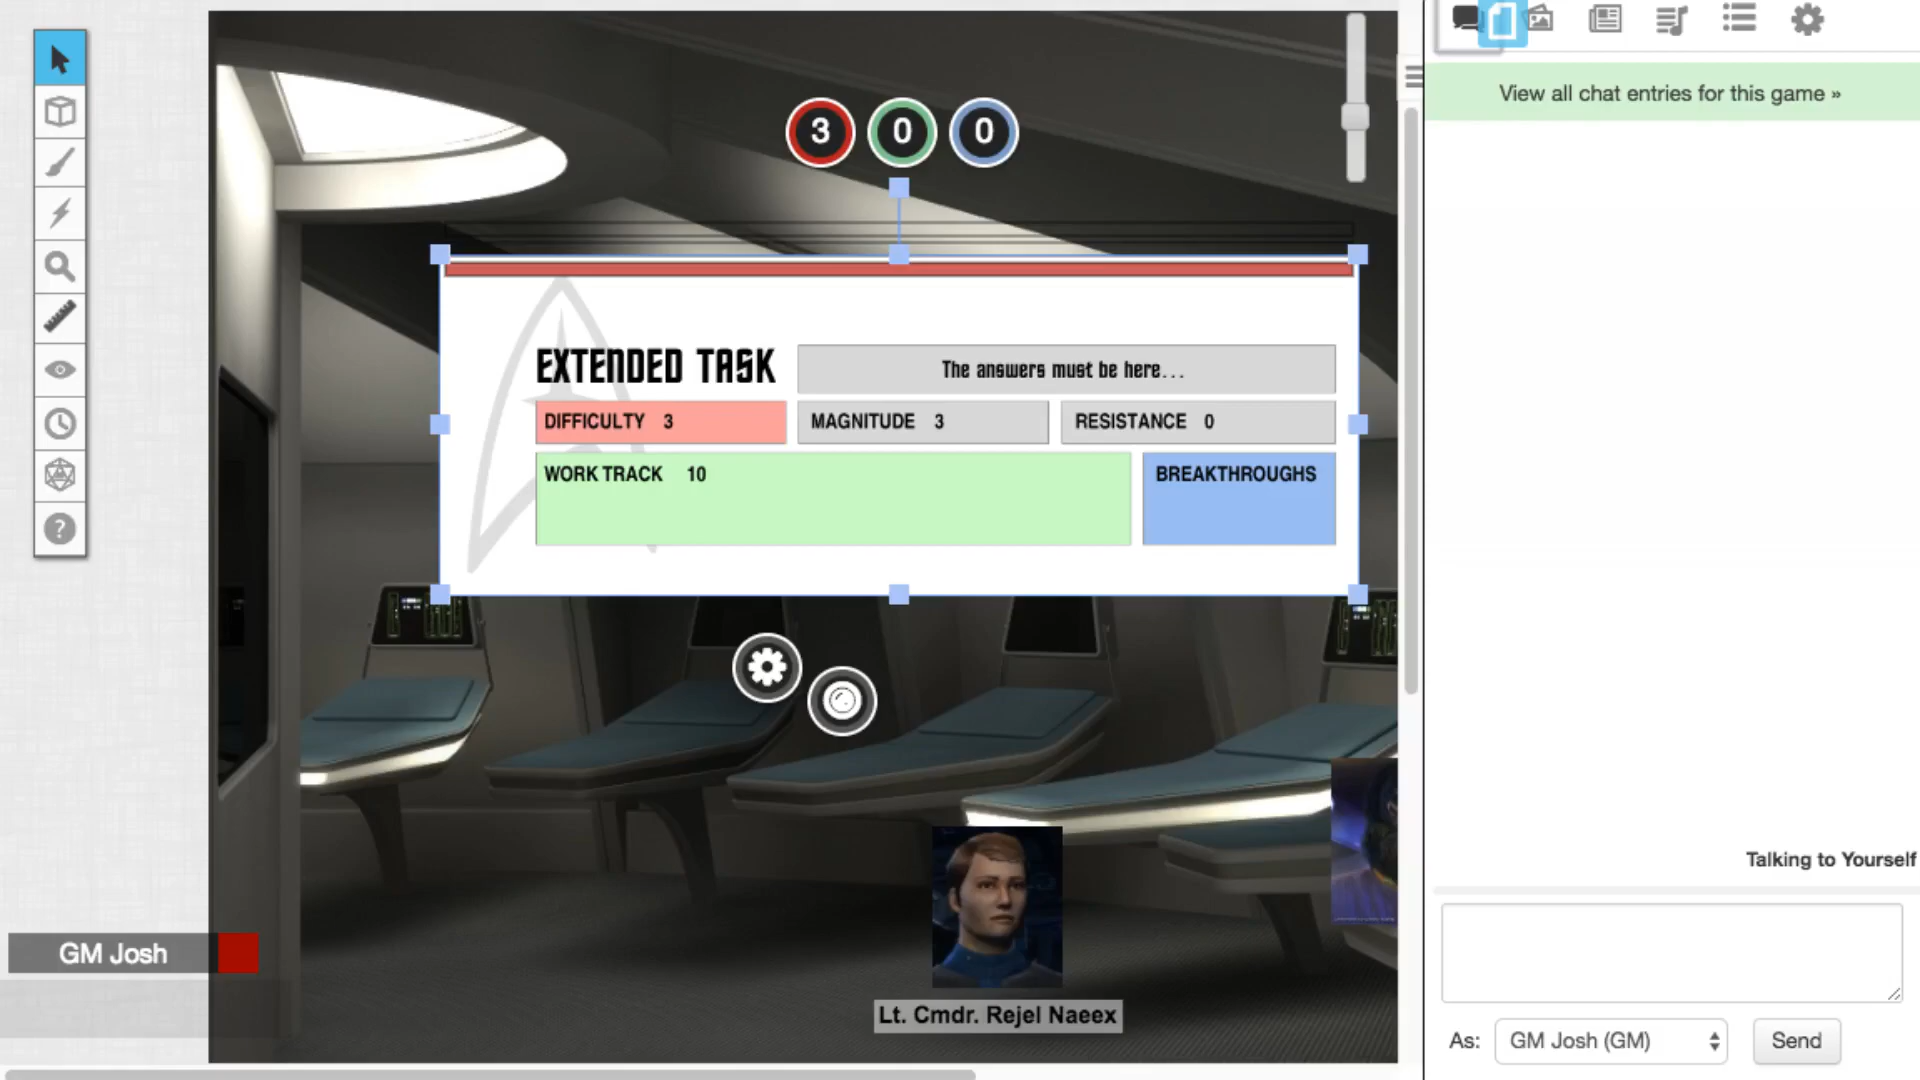 View all chat entries for this game »
3 0 0
EXTENDED TASK
The answers must be here...
DIFFICULTY 3
MAGNITUDE 3
RESISTANCE 0
WORK TRACK 10
BREAKTHROUGHS
?
Talking to Yourself
GM Josh
Lt. Cmdr. Rejel Naeex
As:
GM Josh (GM)
Send